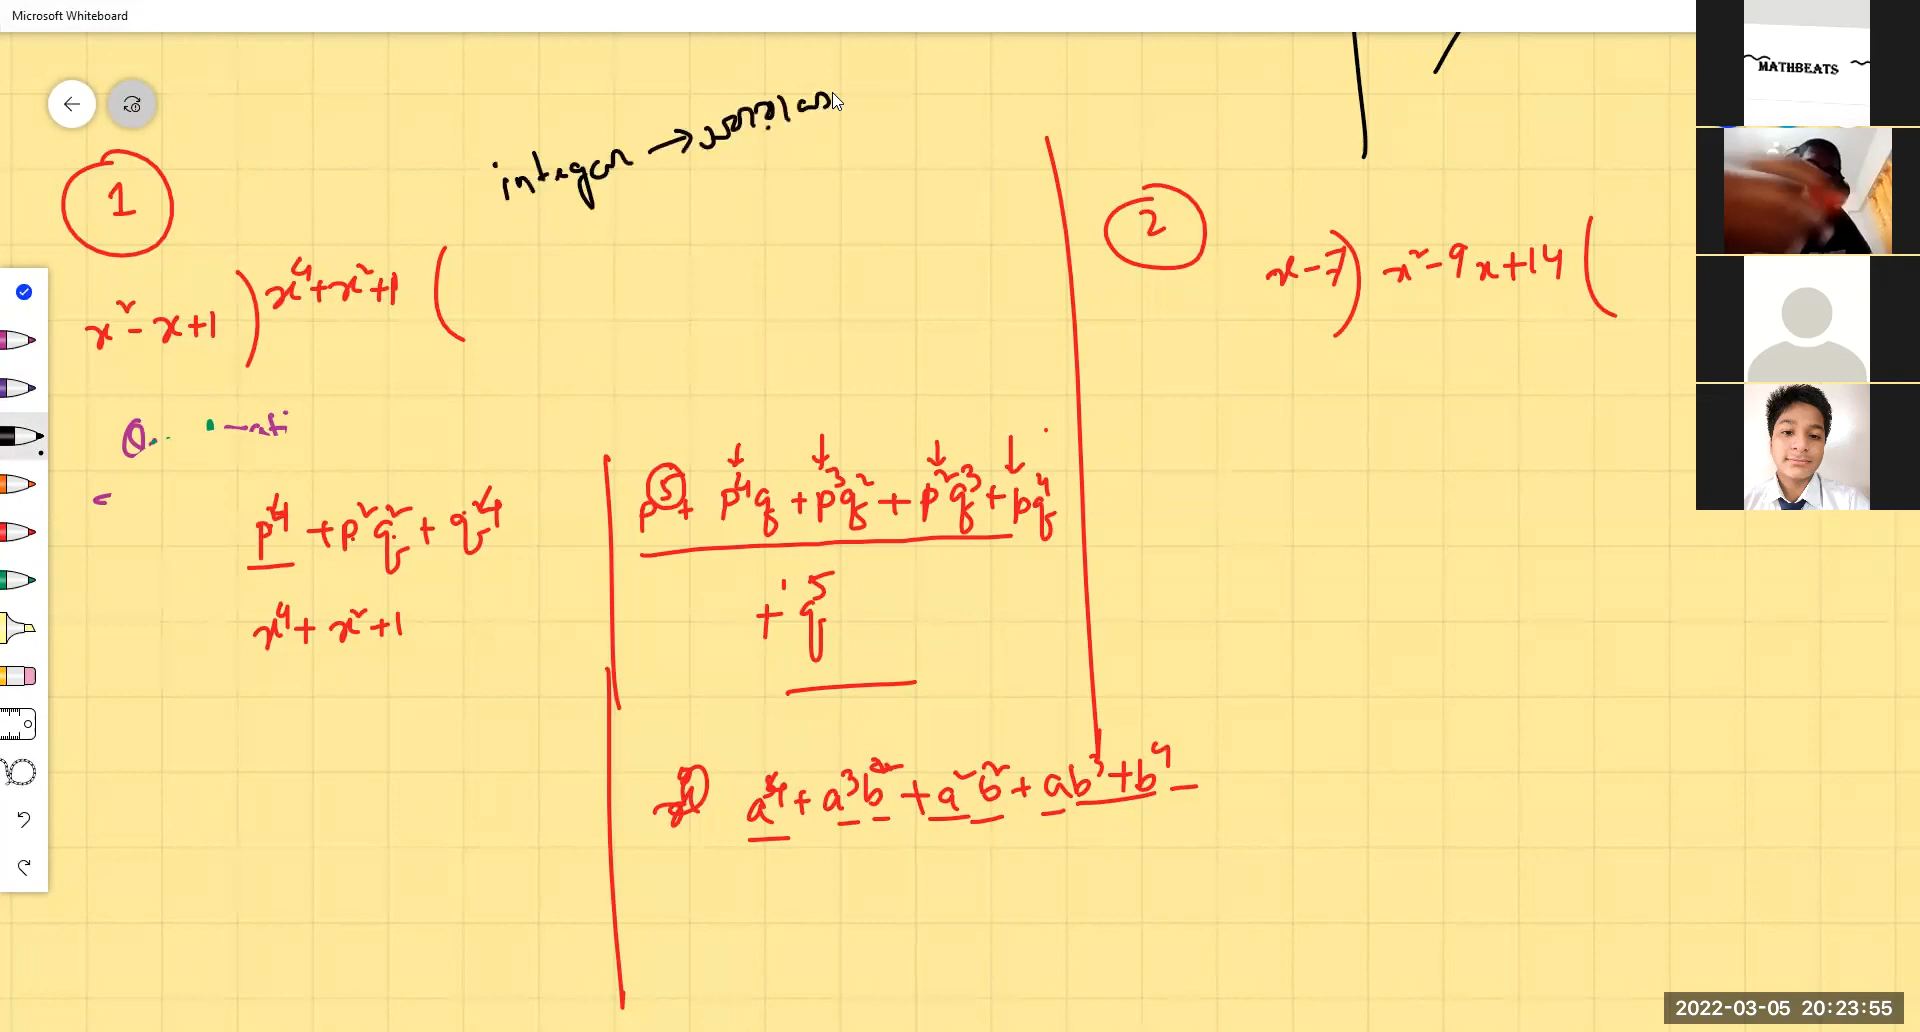 Microsoft Whiteboard
MATHBEATS
integer →
1
x² - x + 1 ) x⁴ + x² + 1 (
2
x - 7 ) x² - 9x + 14 (
p⁴ + p²q² + q⁴
x⁴ + x² + 1
p⁵ + p⁴q + p³q² + p²q³ + pq⁴
+ q⁵
a⁴ + a³b + a²b² + ab³ + b⁴
2022-03-05 20:23:55